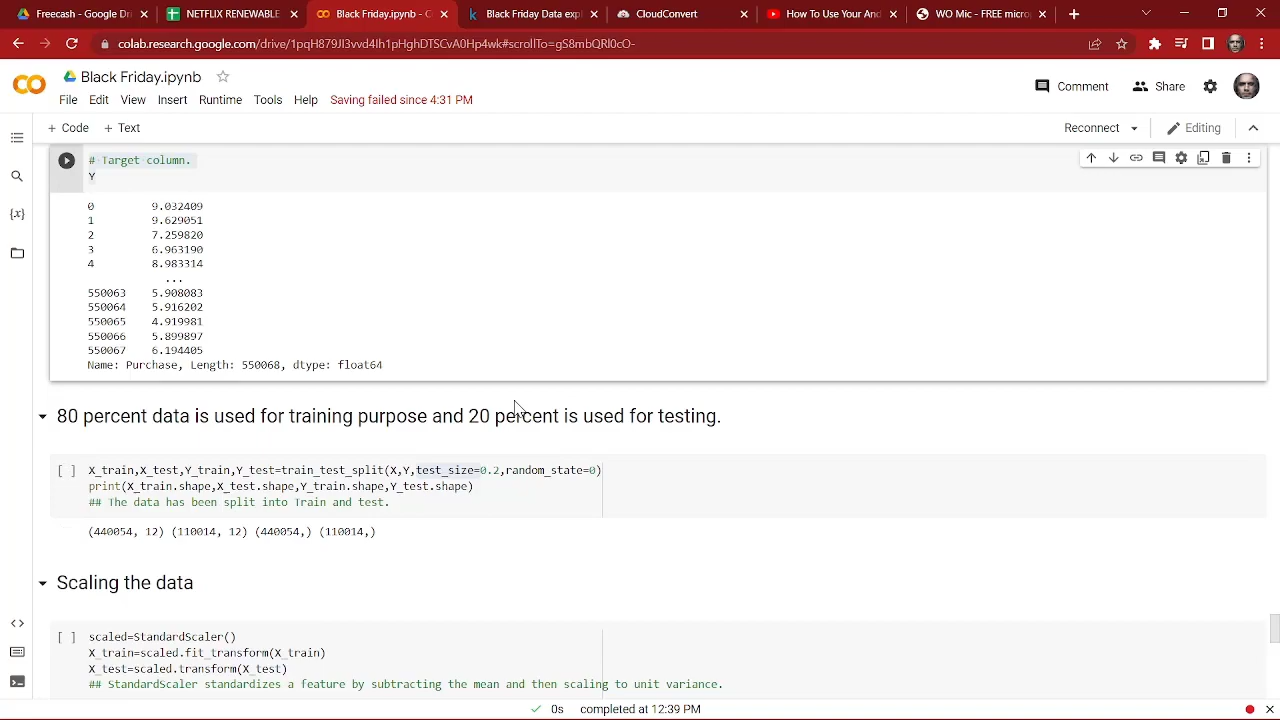 Freecash - Google Dri
NETFLIX RENEWABLE
Black Friday.ipynb - C
Black Friday Data expl
CloudConvert
How To Use Your And
WO Mic - FREE micro
colab.research.google.com/drive/1pqH879JI3vvd4Ih1pHghDTSCvA0Hp4wk#scrollTo=gS8mbQRl0cO-
Black Friday.ipynb
Comment
Share
File Edit View Insert Runtime Tools Help Saving failed since 4:31 PM
+ Code + Text
Reconnect
Editing
# Target column.
Y
0 9.032409
1 9.629051
2 7.259820
3 6.963190
4 8.983314
...
550063 5.908083
550064 5.916202
550065 4.919981
550066 5.899897
550067 6.194405
Name: Purchase, Length: 550068, dtype: float64
80 percent data is used for training purpose and 20 percent is used for testing.
[ ] X_train,X_test,Y_train,Y_test=train_test_split(X,Y,test_size=0.2,random_state=0)
print(X_train.shape,X_test.shape,Y_train.shape,Y_test.shape)
## The data has been split into Train and test.
(440054, 12) (110014, 12) (440054,) (110014,)
Scaling the data
[ ] scaled=StandardScaler()
X_train=scaled.fit_transform(X_train)
X_test=scaled.transform(X_test)
## StandardScaler standardizes a feature by subtracting the mean and then scaling to unit variance.
0s completed at 12:39 PM